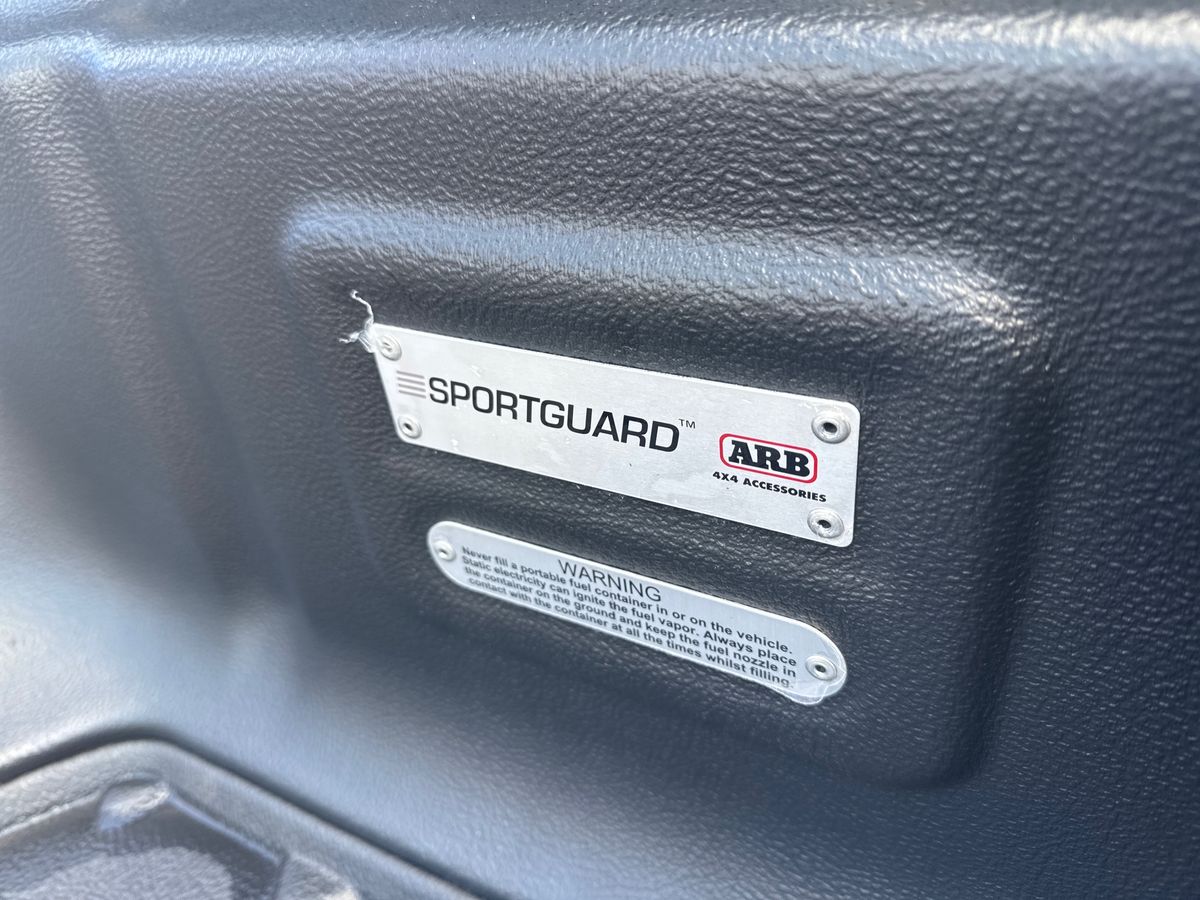 SPORTGUARD™
ARB
4X4 ACCESSORIES
WARNING
Never fill a portable fuel container in or on the vehicle.
Static electricity can ignite the fuel vapor. Always place
the container on the ground and keep the fuel nozzle in
contact with the container at all the times whilst filling.